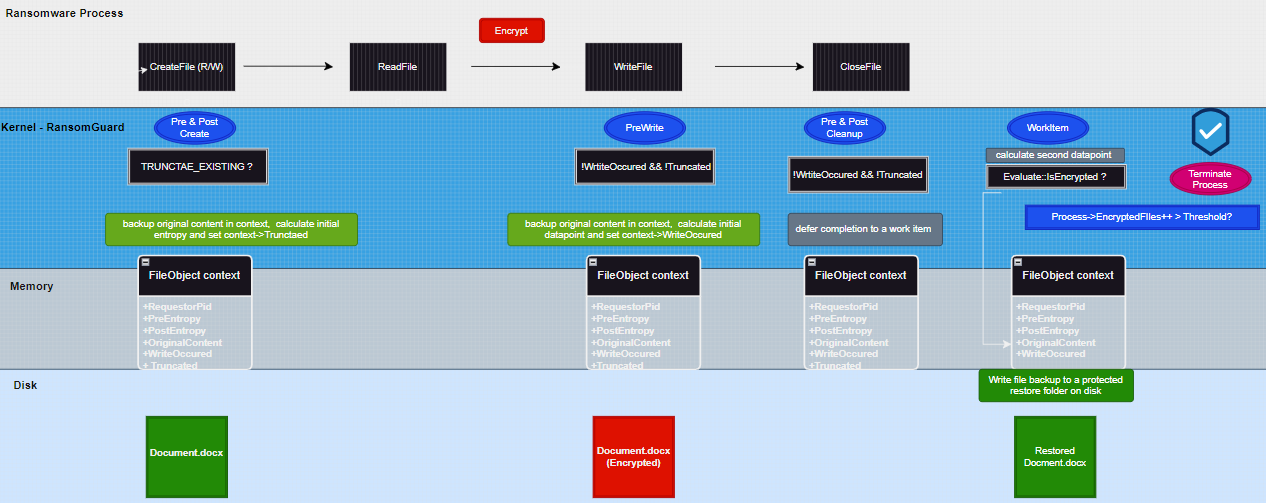 Ransomware Process
Encrypt
CreateFile (R/W)
ReadFile
WriteFile
CloseFile
Kernel - RansomGuard
Pre & Post
Create
PreWrite
Pre & Post
Cleanup
WorkItem
TRUNCTAE_EXISTING ?
!WrtiteOccured && !Truncated
!WrtiteOccured && !Truncated
calculate second datapoint
Evaluate::IsEncrypted ?
Terminate
Process
backup original content in context, calculate initial
entropy and set context->Trunctaed
backup original content in context, calculate initial
datapoint and set context->WriteOccured
defer completion to a work item
Process->EncryptedFIles++ > Threshold?
Memory
FileObject context
+RequestorPid
+PreEntropy
+PostEntropy
+OriginalContent
+WriteOccured
+ Truncated
FileObject context
+RequestorPid
+PreEntropy
+PostEntropy
+OriginalContent
+WriteOccured
+Truncated
FileObject context
+RequestorPid
+PreEntropy
+PostEntropy
+OriginalContent
+WriteOccured
+Truncated
FileObject context
+RequestorPid
+PreEntropy
+PostEntropy
+OriginalContent
+WriteOccured
Disk
Write file backup to a protected
restore folder on disk
Document.docx
Document.docx
(Encrypted)
Restored
Docment.docx